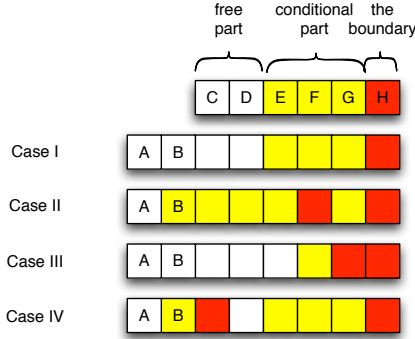 free part
conditional part
the boundary
C D E F G H
Case I
A B
Case II
A B
Case III
A B
Case IV
A B